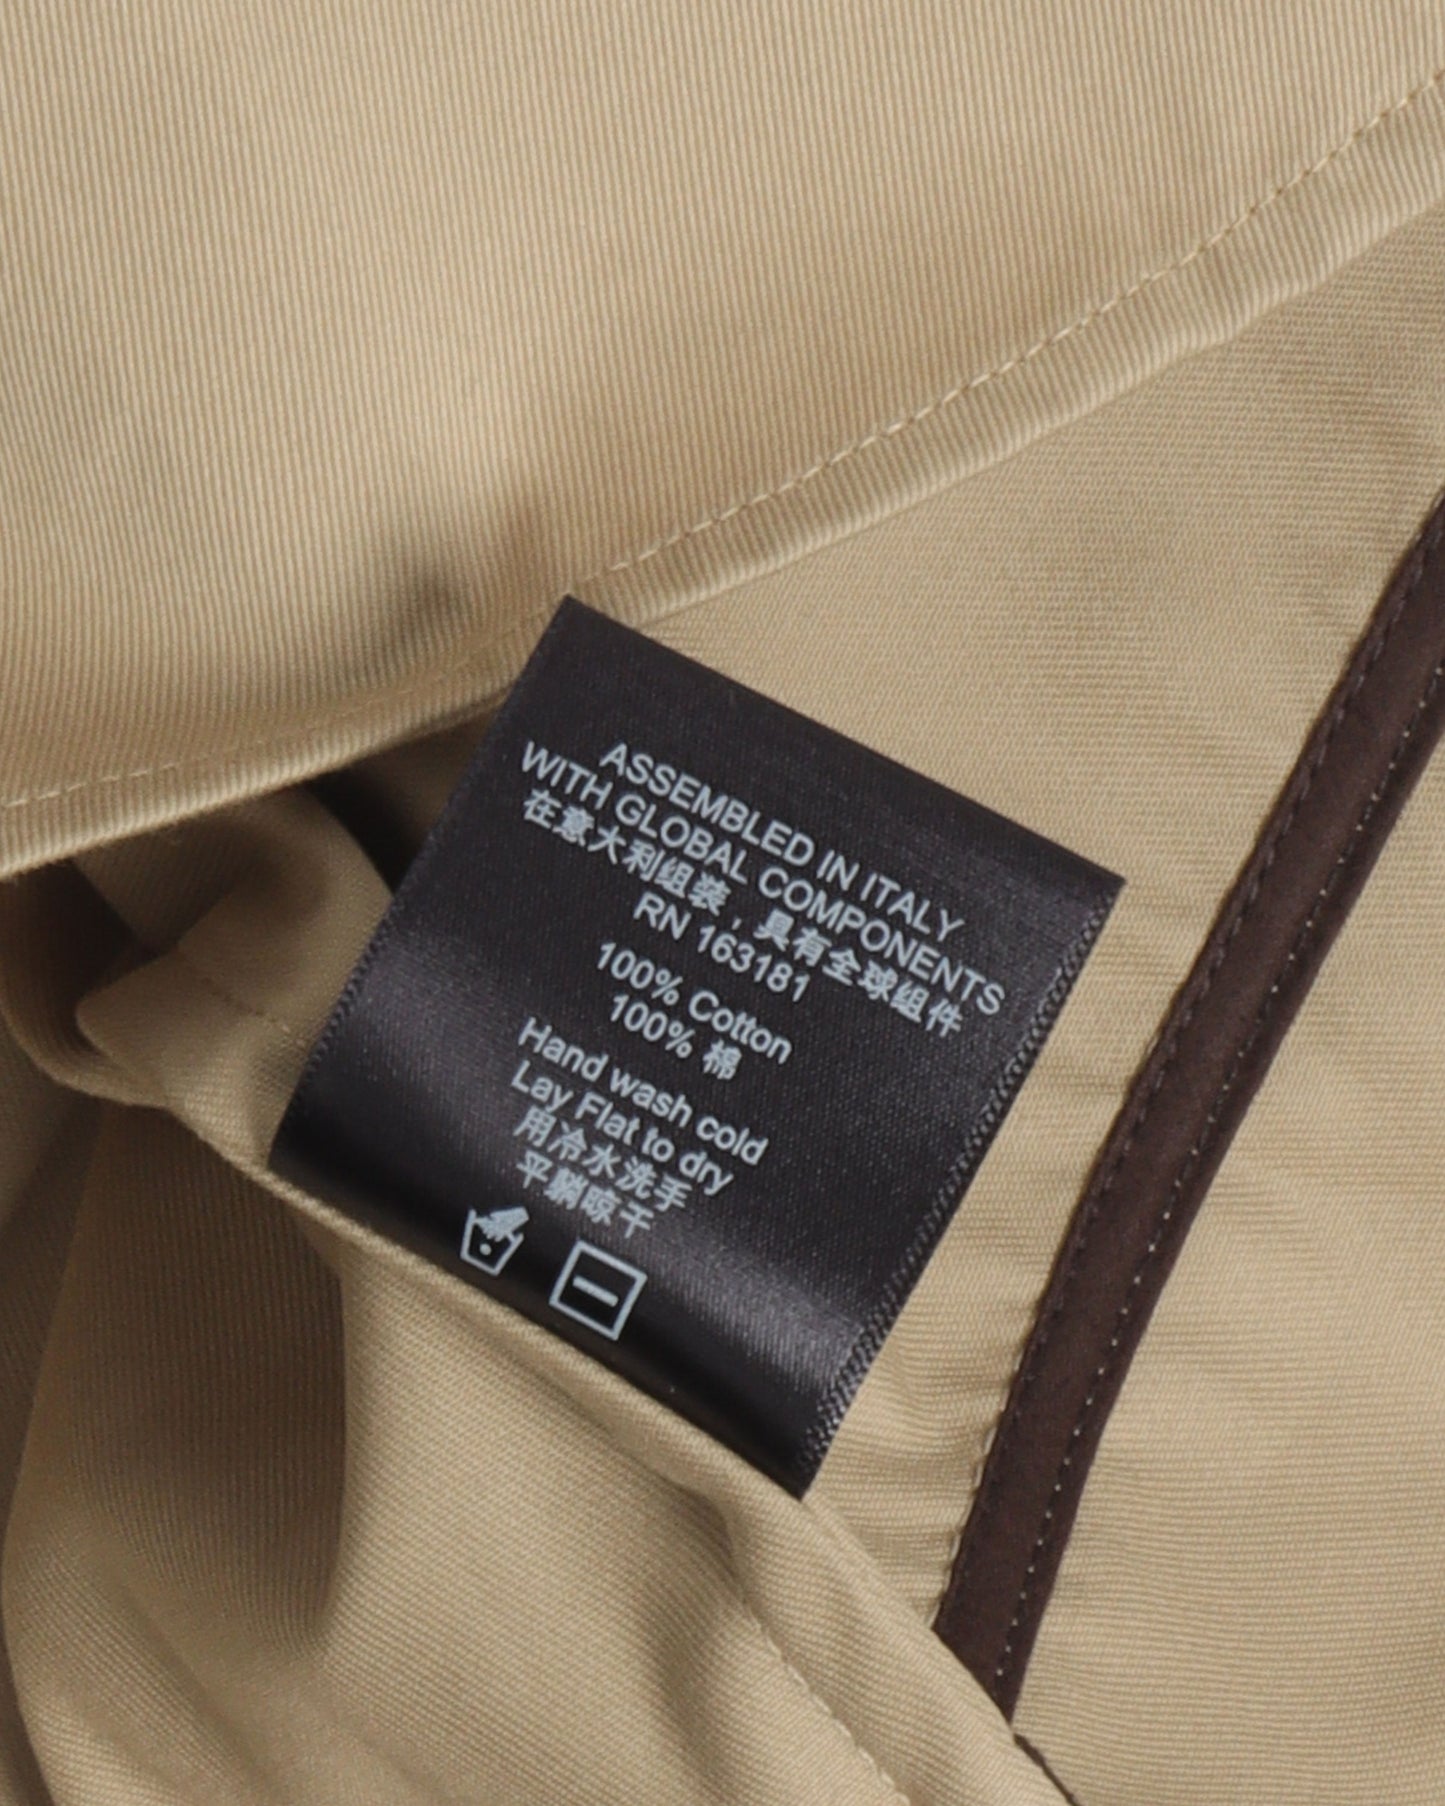 ASSEMBLED IN ITALY
WITH GLOBAL COMPONENTS
在意大利组装，具有全球组件
RN 163181
100% Cotton
100% 棉
Hand wash cold
Lay Flat to dry
用冷水洗手
平躺晾干